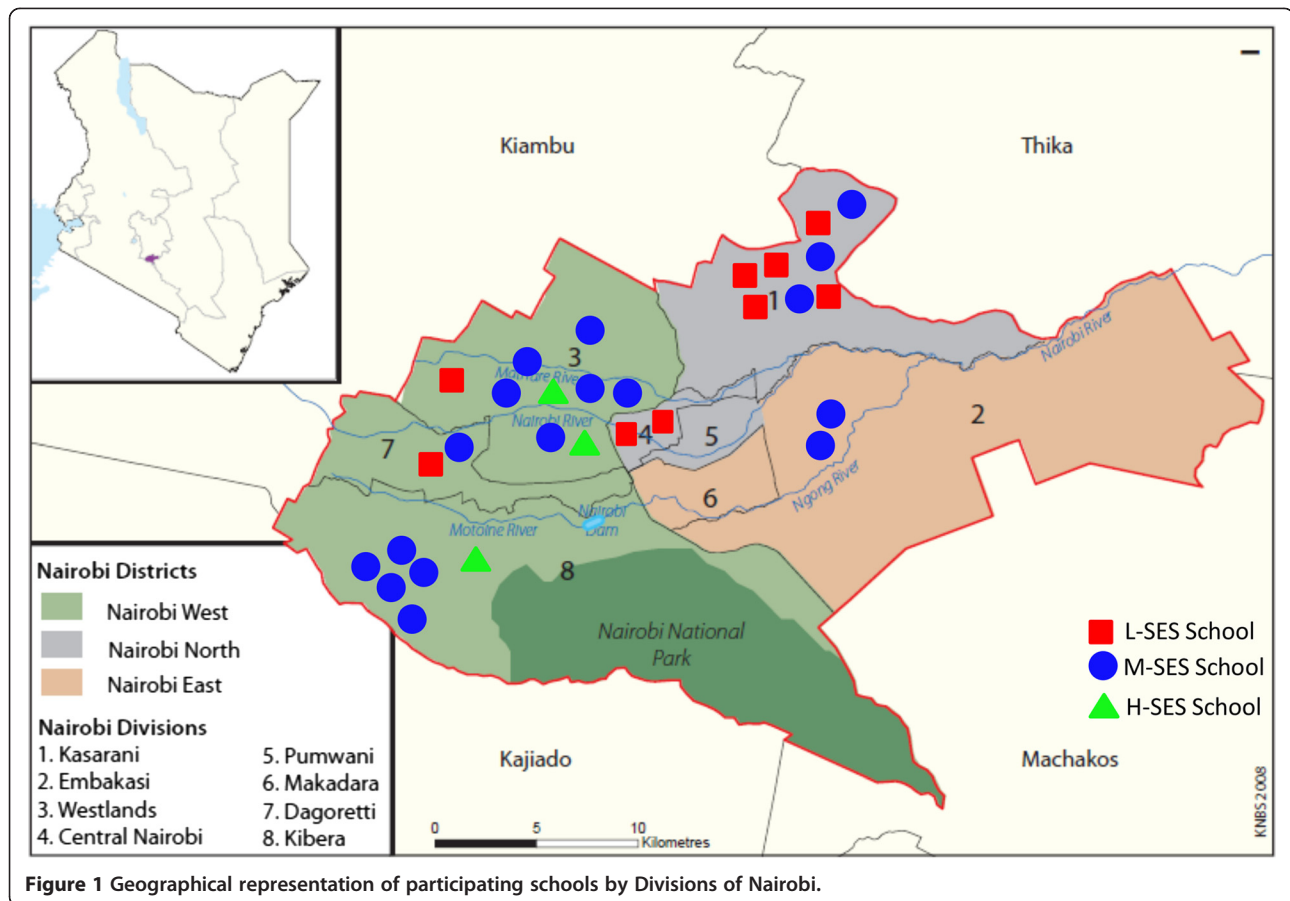 Kiambu
Thika
1
3
Mathare River
Nairobi River
2
Nairobi River
4
5
7
6
Ngong River
Nairobi
Dam
Motoine River
8
Nairobi National
Park
L-SES School
M-SES School
H-SES School
Nairobi Districts
Nairobi West
Nairobi North
Nairobi East
Nairobi Divisions
1. Kasarani
2. Embakasi
3. Westlands
4. Central Nairobi
5. Pumwani
6. Makadara
7. Dagoretti
8. Kibera
Kajiado
Machakos
0 5 10
Kilometres
KNBS 2008
Figure 1 Geographical representation of participating schools by Divisions of Nairobi.